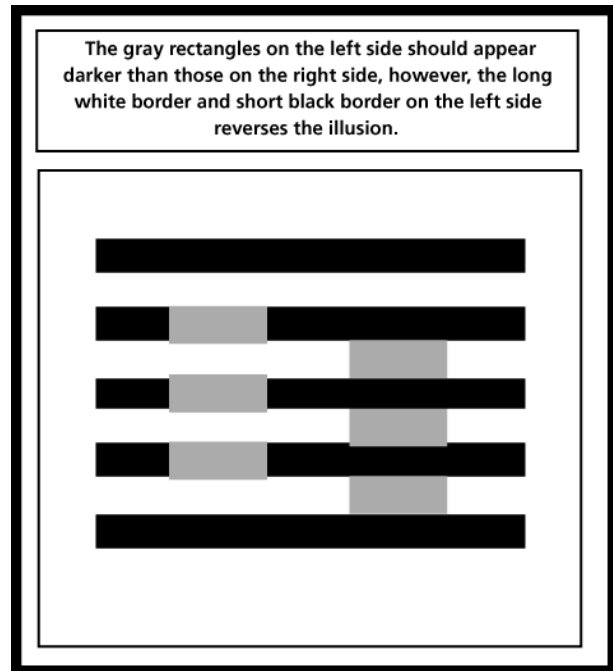 The gray rectangles on the left side should appear
darker than those on the right side, however, the long
white border and short black border on the left side
reverses the illusion.